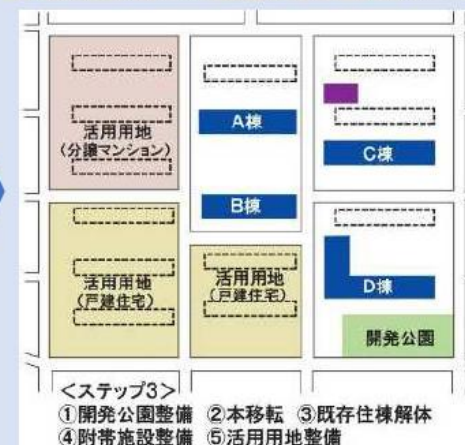 活用用地
(分譲マンション)
A棟
B棟
C棟
活用用地
(戸建住宅)
活用用地
(戸建住宅)
D棟
開発公園
<ステップ3>
①開発公園整備 ②本移転 ③既存住棟解体
④附帯施設整備 ⑤活用用地整備